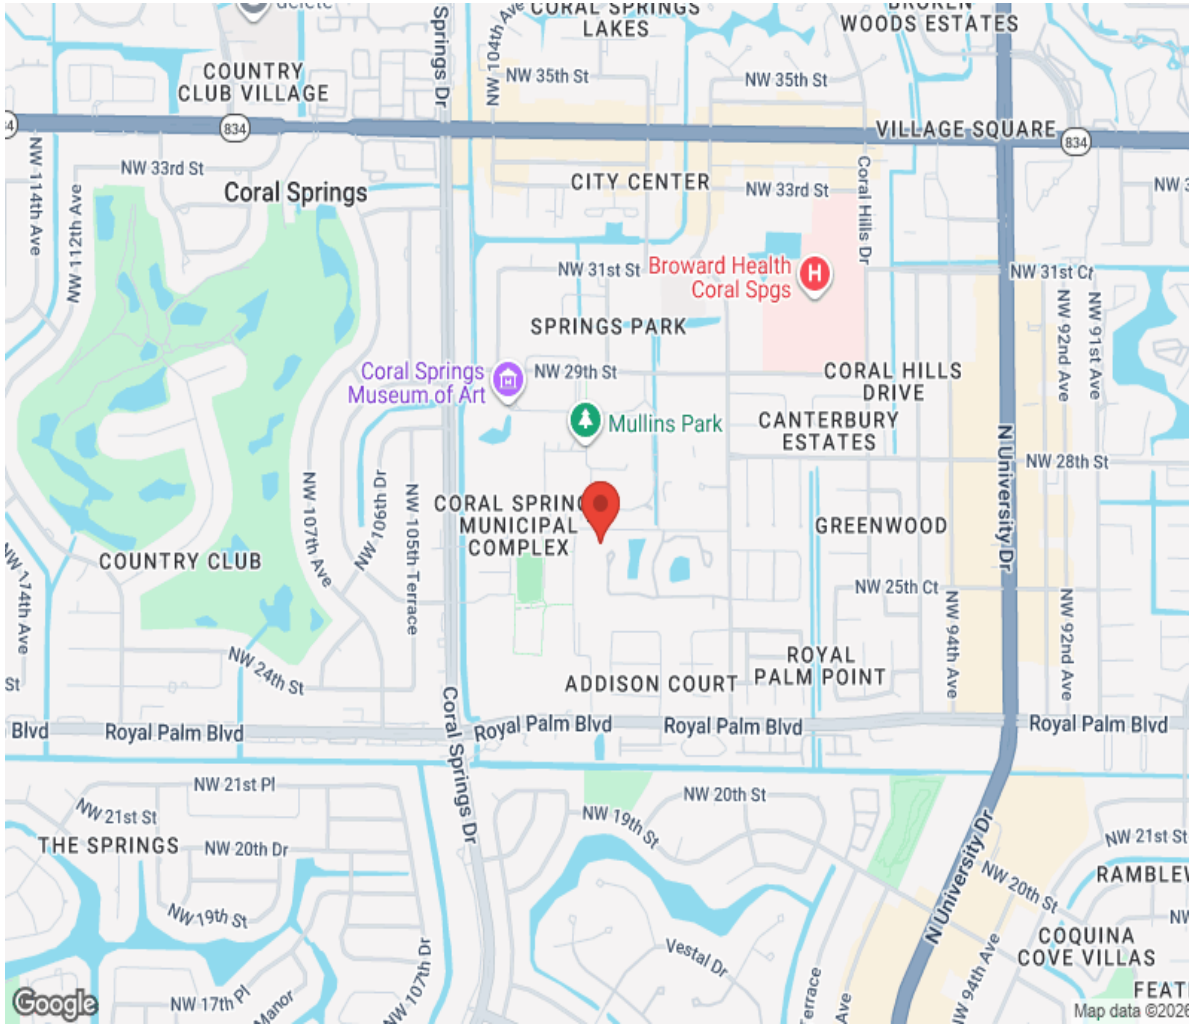 delete
CORAL SPRINGS
LAKES
BROKEN
WOODS ESTATES
Springs Dr
NW 104th Ave
NW 35th St
NW 35th St
COUNTRY
CLUB VILLAGE
834
VILLAGE SQUARE
834
NW 114th Ave
NW 33rd St
NW 112th Ave
Coral Springs
CITY CENTER
NW 33rd St
Coral Hills Dr
NW 31st St
Broward Health
Coral Spgs
NW 31st Ct
NW 92nd Ave
NW 91st Ave
SPRINGS PARK
Coral Springs
Museum of Art
NW 29th St
CORAL HILLS
DRIVE
Mullins Park
CANTERBURY
ESTATES
N University Dr
NW 28th St
NW 107th Ave
NW 106th Dr
NW 105th Terrace
CORAL SPRING
MUNICIPAL
COMPLEX
GREENWOOD
COUNTRY CLUB
NW 25th Ct
NW 94th Ave
NW 92nd Ave
NW 24th St
St
ROYAL
PALM POINT
ADDISON COURT
Blvd
Royal Palm Blvd
Royal Palm Blvd
Royal Palm Blvd
Royal Palm Blvd
Coral Springs Dr
NW 21st Pl
NW 21st St
NW 20th St
NW 19th St
THE SPRINGS
NW 20th Dr
NW 21st St
N University Dr
NW 20th St
RAMBLEW
NW 19th St
COQUINA
COVE VILLAS
NW 107th Dr
Vestal Dr
NW 94th Ave
NW 17th Pl
Manor
Ave
FEAT
Google
Map data ©2026